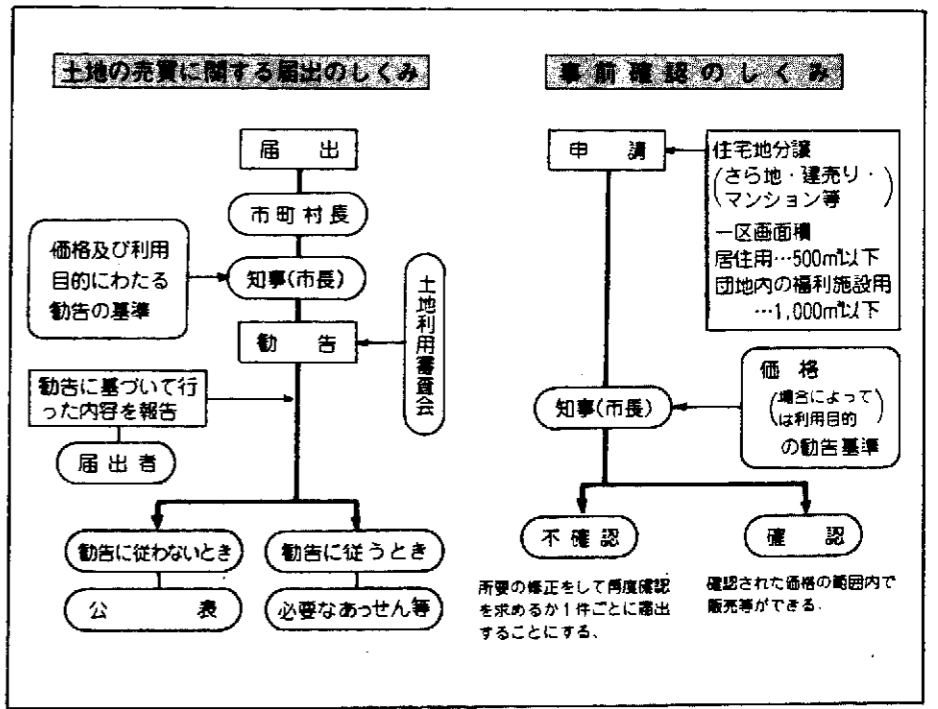 土地の売買に関する届出のしくみ
届出
市町村長
価格及び利用
目的にわたる
勧告の基準
知事(市長)
土地利用審査会
勧告
勧告に基づいて行
った内容を報告
届出者
勧告に従わないとき
勧告に従うとき
公表
必要なあっせん等
事前確認のしくみ
申請
住宅地分譲
(さら地・建売り・
マンション等)
一区画面積
居住用…500㎡以下
団地内の福利施設用
…1,000㎡以下
知事(市長)
価格
(場合によって
は利用目的)
の勧告基準
不確認
確認
所要の修正をして再度確認
を求めるか1件ごとに届出
することにする、
確認された価格の範囲内で
販売等ができる.